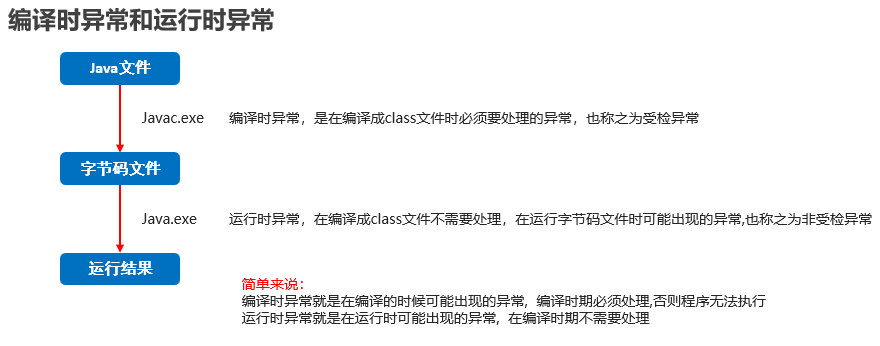 编译时异常和运行时异常
Java文件
Javac.exe 编译时异常，是在编译成class文件时必须要处理的异常，也称之为受检异常
字节码文件
Java.exe 运行时异常，在编译成class文件不需要处理，在运行字节码文件时可能出现的异常,也称之为非受检异常
运行结果
简单来说：
编译时异常就是在编译的时候可能出现的异常，编译时期必须处理,否则程序无法执行
运行时异常就是在运行时可能出现的异常，在编译时期不需要处理